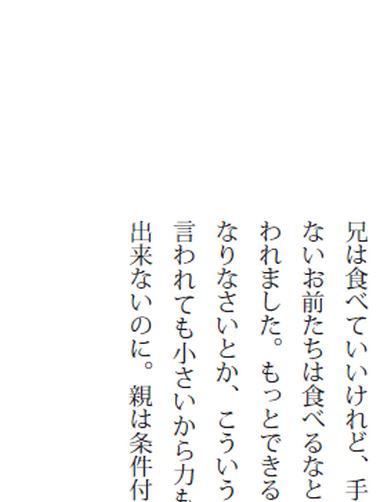 兄は食べていいけれど、手
ないお前たちは食べるなと
われました。もっとできる
なりなさいとか、こういう
言われても小さいから力も
出来ないのに。親は条件付